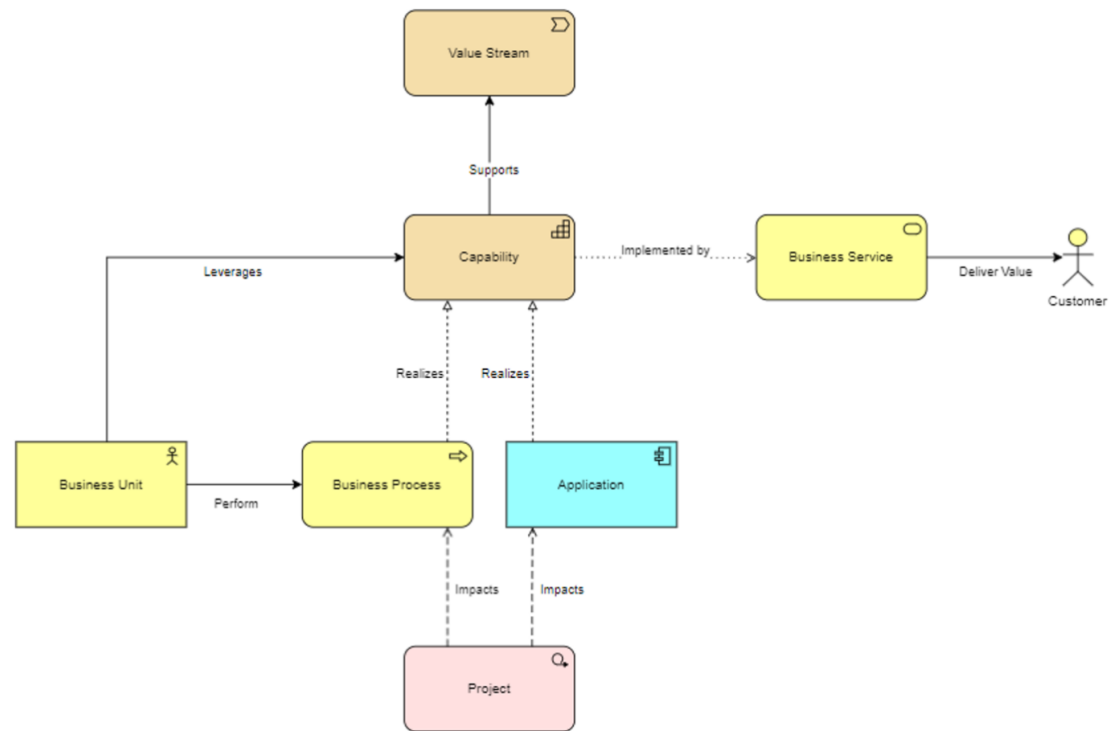 Value Stream
Supports
Capability
Implemented by
Business Service
Deliver Value
Customer
Leverages
Realizes
Realizes
Business Unit
Perform
Business Process
Application
Impacts
Impacts
Project